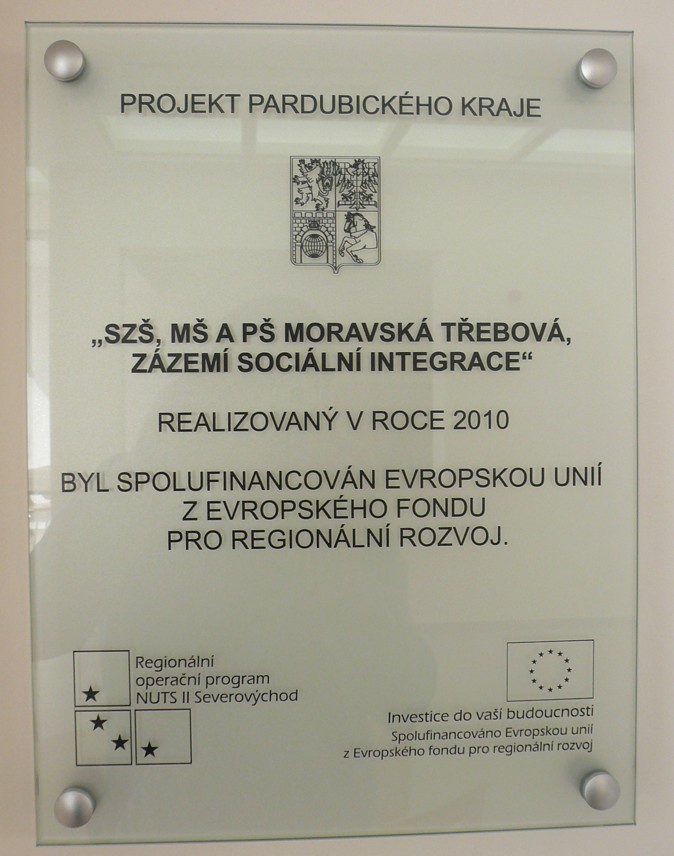 PROJEKT PARDUBICKÉHO KRAJE
„SZŠ, MŠ A PŠ MORAVSKÁ TŘEBOVÁ,
ZÁZEMÍ SOCIÁLNÍ INTEGRACE“
REALIZOVANÝ V ROCE 2010
BYL SPOLUFINANCOVÁN EVROPSKOU UNIÍ
Z EVROPSKÉHO FONDU
PRO REGIONÁLNÍ ROZVOJ.
Regionální
operační program
NUTS II Severovýchod
Investice do vaší budoucnosti
Spolufinancováno Evropskou unií
z Evropského fondu pro regionální rozvoj